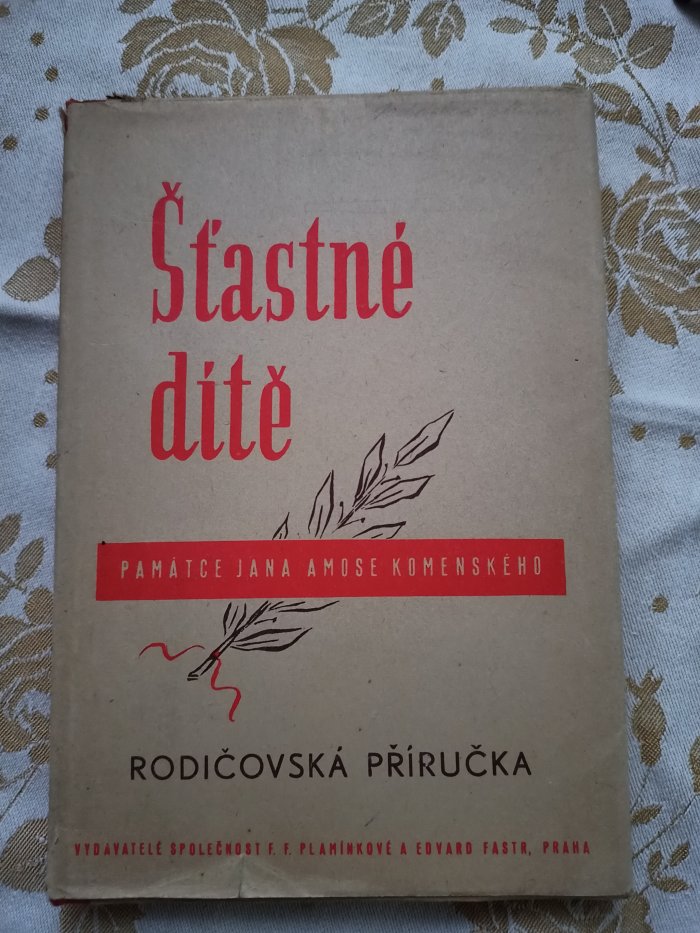 Šťastné
dítě
PAMÁTCE JANA AMOSE KOMENSKÉHO
RODIČOVSKÁ PŘÍRUČKA
VYDAVATELÉ SPOLEČNOST F. F. PLAMÍNKOVÉ A EDVARD FASTR, PRAHA